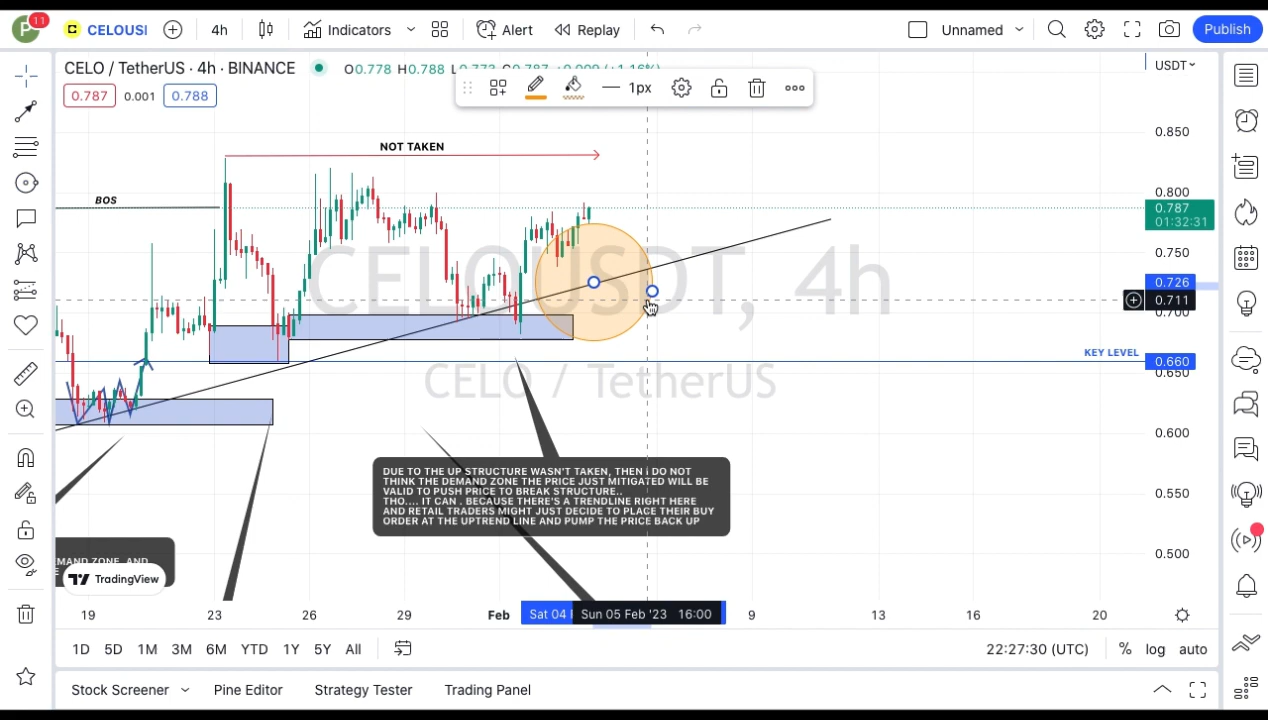 P
11
CELOUSI
4h
Indicators
Alert
Replay
Unnamed
Publish
CELO / TetherUS · 4h · BINANCE
O0.778 H0.788
0.787
0.001
0.788
1px
USDT
NOT TAKEN
BOS
CELOUSDT, 4h
CELO / TetherUS
0.850
0.800
0.787
01:32:31
0.750
0.726
0.711
0.700
KEY LEVEL
0.660
0.650
0.600
0.550
0.500
DUE TO THE UP STRUCTURE WASN'T TAKEN, THEN I DO NOT
THINK THE DEMAND ZONE THE PRICE JUST MITIGATED WILL BE
VALID TO PUSH PRICE TO BREAK STRUCTURE..
THO.... IT CAN . BECAUSE THERE'S A TRENDLINE RIGHT HERE
AND RETAIL TRADERS MIGHT JUST DECIDE TO PLACE THEIR BUY
ORDER AT THE UPTREND LINE AND PUMP THE PRICE BACK UP
ZONE, AND
TradingView
19
23
26
29
Feb
Sat 04
Sun 05 Feb '23 16:00
9
13
16
20
1D
5D
1M
3M
6M
YTD
1Y
5Y
All
22:27:30 (UTC)
%
log
auto
Stock Screener
Pine Editor
Strategy Tester
Trading Panel